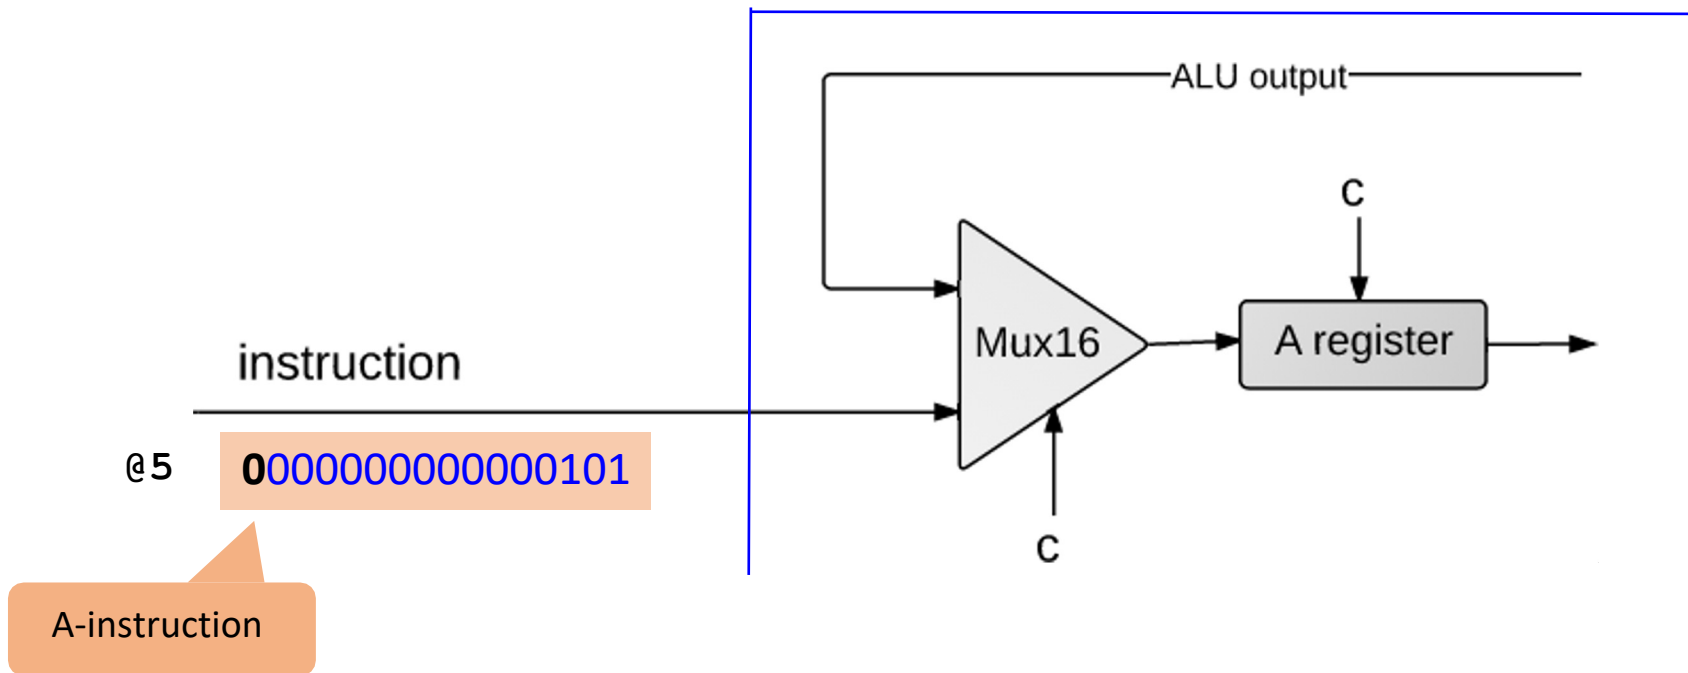 ALU output
c
Mux16
A register
instruction
@5 0000000000000101
c
A-instruction